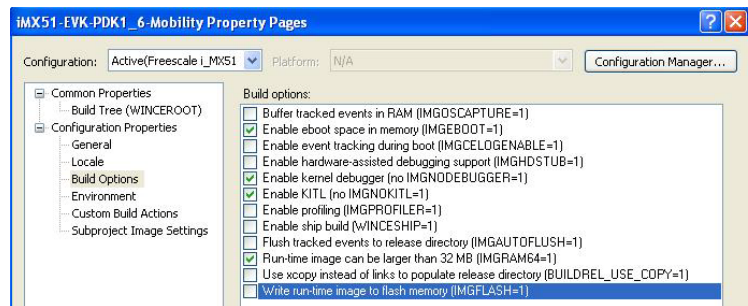 iMX51-EVK-PDK1_6-Mobility Property Pages
Configuration: Active(Freescale i_MX51 Platform: N/A Configuration Manager...
Common Properties
Build Tree (WINCEROOT)
Configuration Properties
General
Locale
Build Options
Environment
Custom Build Actions
Subproject Image Settings
Build options:
Buffer tracked events in RAM (IMGOSCAPTURE=1)
Enable eboot space in memory (IMGEBOOT=1)
Enable event tracking during boot (IMGCELOGENABLE=1)
Enable hardware-assisted debugging support (IMGHDSTUB=1)
Enable kernel debugger (no IMGNODEBUGGER=1)
Enable KITL (no IMGNOKITL=1)
Enable profiling (IMGPROFILER=1)
Enable ship build (WINCESHIP=1)
Flush tracked events to release directory (IMGAUTOFLUSH=1)
Run-time image can be larger than 32 MB (IMGRAM64=1)
Use xcopy instead of links to populate release directory (BUILDREL_USE_COPY=1)
Write run-time image to flash memory (IMGFLASH=1)